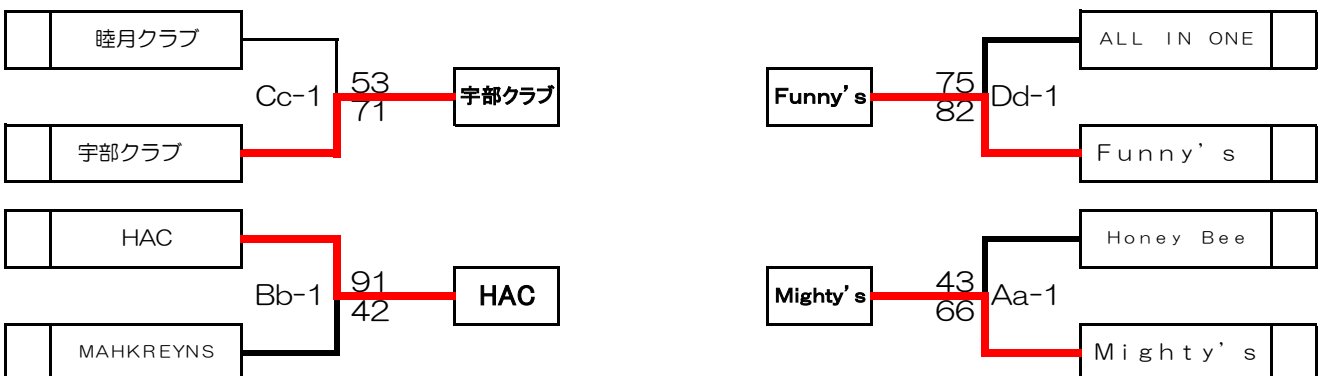 睦月クラブ
ALL IN ONE
Cc-1
53
71
宇部クラブ
Funny's
75
82
Dd-1
宇部クラブ
Funny's
HAC
Honey Bee
Bb-1
91
42
HAC
Mighty's
43
66
Aa-1
MAHKREYNS
Mighty's